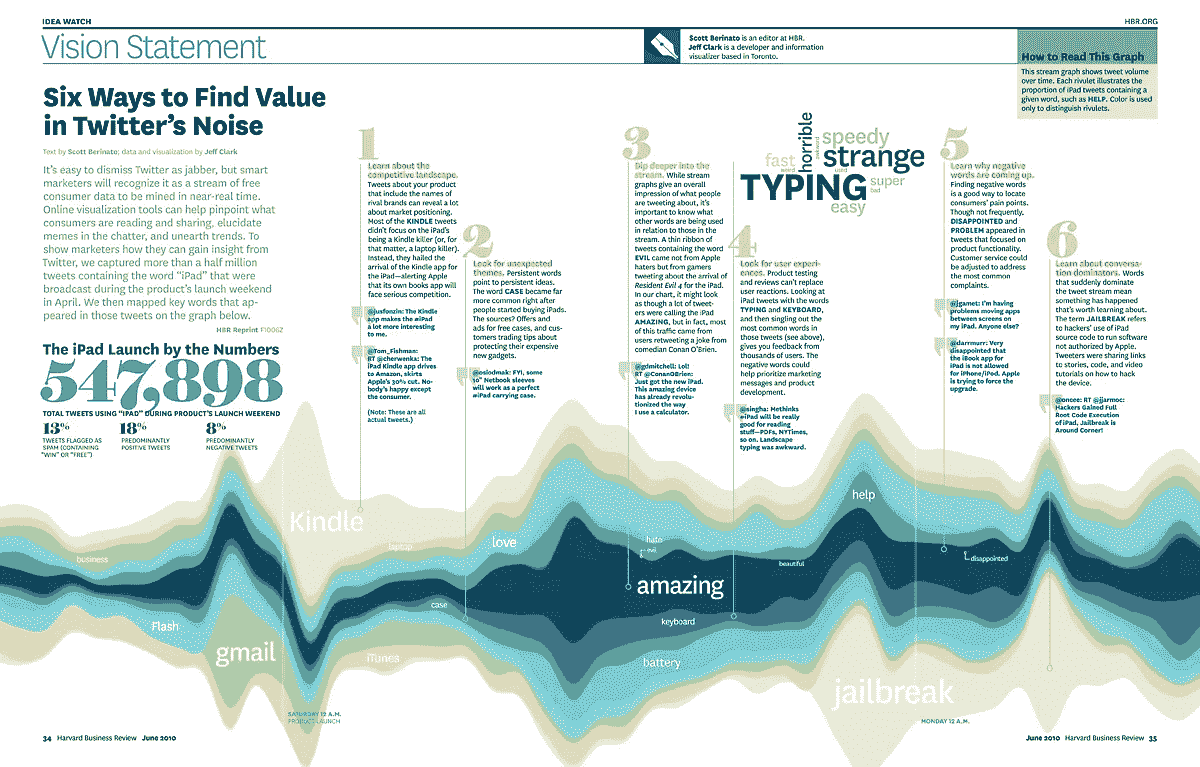 IDEA WATCH
HBR.ORG
Vision Statement
Scott Berinato is an editor at HBR.
Jeff Clark is a developer and information
visualizer based in Toronto.
How to Read This Graph
This stream graph shows tweet volume
over time. Each rivulet illustrates the
proportion of iPad tweets containing a
given word, such as HELP. Color is used
only to distinguish rivulets.
Six Ways to Find Value
in Twitter's Noise
Text by Scott Berinato; data and visualization by Jeff Clark
It's easy to dismiss Twitter as jabber, but smart
marketers will recognize it as a stream of free
consumer data to be mined in near-real time.
Online visualization tools can help pinpoint what
consumers are reading and sharing, elucidate
memes in the chatter, and unearth trends. To
show marketers how they can gain insight from
Twitter, we captured more than a half million
tweets containing the word "iPad" that were
broadcast during the product's launch weekend
in April. We then mapped key words that ap-
peared in those tweets on the graph below.
HBR Reprint F1006Z
The iPad Launch by the Numbers
547,898
TOTAL TWEETS USING "IPAD" DURING PRODUCT'S LAUNCH WEEKEND
13%
TWEETS FLAGGED AS
SPAM (CONTAINING
"WIN" OR "FREE")
18%
PREDOMINANTLY
POSITIVE TWEETS
8%
PREDOMINANTLY
NEGATIVE TWEETS
1
Learn about the
competitive landscape.
Tweets about your product
that include the names of
rival brands can reveal a lot
about market positioning.
Most of the KINDLE tweets
didn't focus on the iPad's
being a Kindle killer (or, for
that matter, a laptop killer).
Instead, they hailed the
arrival of the Kindle app for
the iPad—alerting Apple
that its own books app will
face serious competition.
@jusfonzin: The Kindle
app makes the #iPad
a lot more interesting
to me.
@Tom_Fishman:
RT @cherwenka: The
iPad Kindle app drives
to Amazon, skirts
Apple's 30% cut. No-
body's happy except
the consumer.
(Note: These are all
actual tweets.)
2
Look for unexpected
themes. Persistent words
point to persistent ideas.
The word CASE became far
more common right after
people started buying iPads.
The sources? Offers and
ads for free cases, and cus-
tomers trading tips about
protecting their expensive
new gadgets.
@osiodmak: FYI, some
10" Netbook sleeves
will work as a perfect
#iPad carrying case.
3
Dip deeper into the
stream. While stream
graphs give an overall
impression of what people
are tweeting about, it's
important to know what
other words are being used
in relation to those in the
stream. A thin ribbon of
tweets containing the word
EVIL came not from Apple
haters but from gamers
tweeting about the arrival of
Resident Evil 4 for the iPad.
In our chart, it might look
as though a lot of tweet-
ers were calling the iPad
AMAZING, but in fact, most
of this traffic came from
users retweeting a joke from
comedian Conan O'Brien.
@gdmitchell: Lol!
RT @ConanOBrien:
Just got the new iPad.
This amazing device
has already revolu-
tionized the way
I use a calculator.
horrible
speedy
fast
strange
used
TYPING
super
bad
easy
4
Look for user experi-
ences. Product testing
and reviews can't replace
user reactions. Looking at
iPad tweets with the words
TYPING and KEYBOARD,
and then singling out the
most common words in
those tweets (see above),
gives you feedback from
thousands of users. The
negative words could
help prioritize marketing
messages and product
development.
@singha: Methinks
#iPad will be really
good for reading
stuff—PDFs, NYTimes,
so on. Landscape
typing was awkward.
5
Learn why negative
words are coming up.
Finding negative words
is a good way to locate
consumers' pain points.
Though not frequently,
DISAPPOINTED and
PROBLEM appeared in
tweets that focused on
product functionality.
Customer service could
be adjusted to address
the most common
complaints.
@jgamet: I'm having
problems moving apps
between screens on
my iPad. Anyone else?
@darrmurr: Very
disappointed that
the ibook app for
iPad is not allowed
for iPhone/iPod. Apple
is trying to force the
upgrade.
6
Learn about conversa-
tion dominators. Words
that suddenly dominate
the tweet stream mean
something has happened
that's worth learning about.
The term JAILBREAK refers
to hackers' use of iPad
source code to run software
not authorized by Apple.
Tweeters were sharing links
to stories, code, and video
tutorials on how to hack
the device.
@oncee: RT @jjarmoc:
Hackers Gained Full
Root Code Execution
of iPad, Jailbreak is
Around Corner!
help
Kindle
laptop
love
hate
evil
business
beautiful
disappointed
amazing
case
keyboard
Flash
gmail
iTunes
battery
jailbreak
SATURDAY 12 A.M.
PRODUCT LAUNCH
MONDAY 12 A.M.
34 Harvard Business Review June 2010
June 2010 Harvard Business Review 35